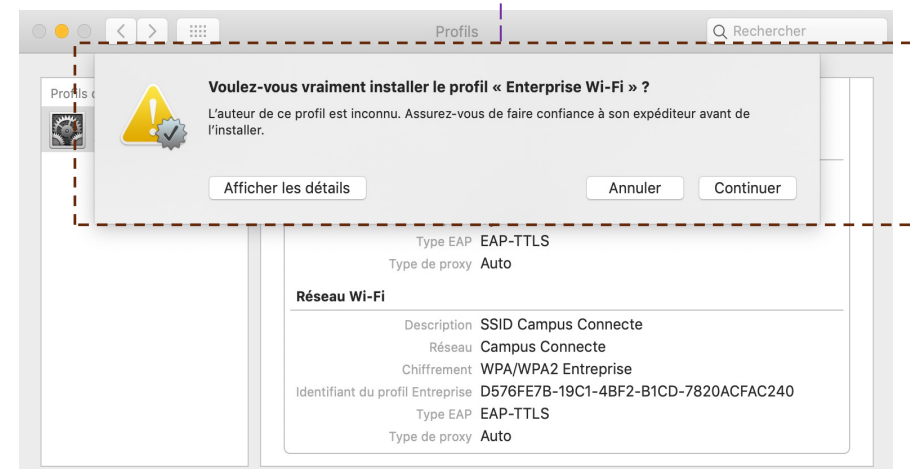 Profils
Rechercher
Profils
Voulez-vous vraiment installer le profil « Enterprise Wi-Fi » ?
L'auteur de ce profil est inconnu. Assurez-vous de faire confiance à son expéditeur avant de
l'installer.
Afficher les détails
Annuler
Continuer
Type EAP EAP-TTLS
Type de proxy Auto
Réseau Wi-Fi
Description SSID Campus Connecte
Réseau Campus Connecte
Chiffrement WPA/WPA2 Entreprise
Identifiant du profil Entreprise D576FE7B-19C1-4BF2-B1CD-7820ACFAC240
Type EAP EAP-TTLS
Type de proxy Auto